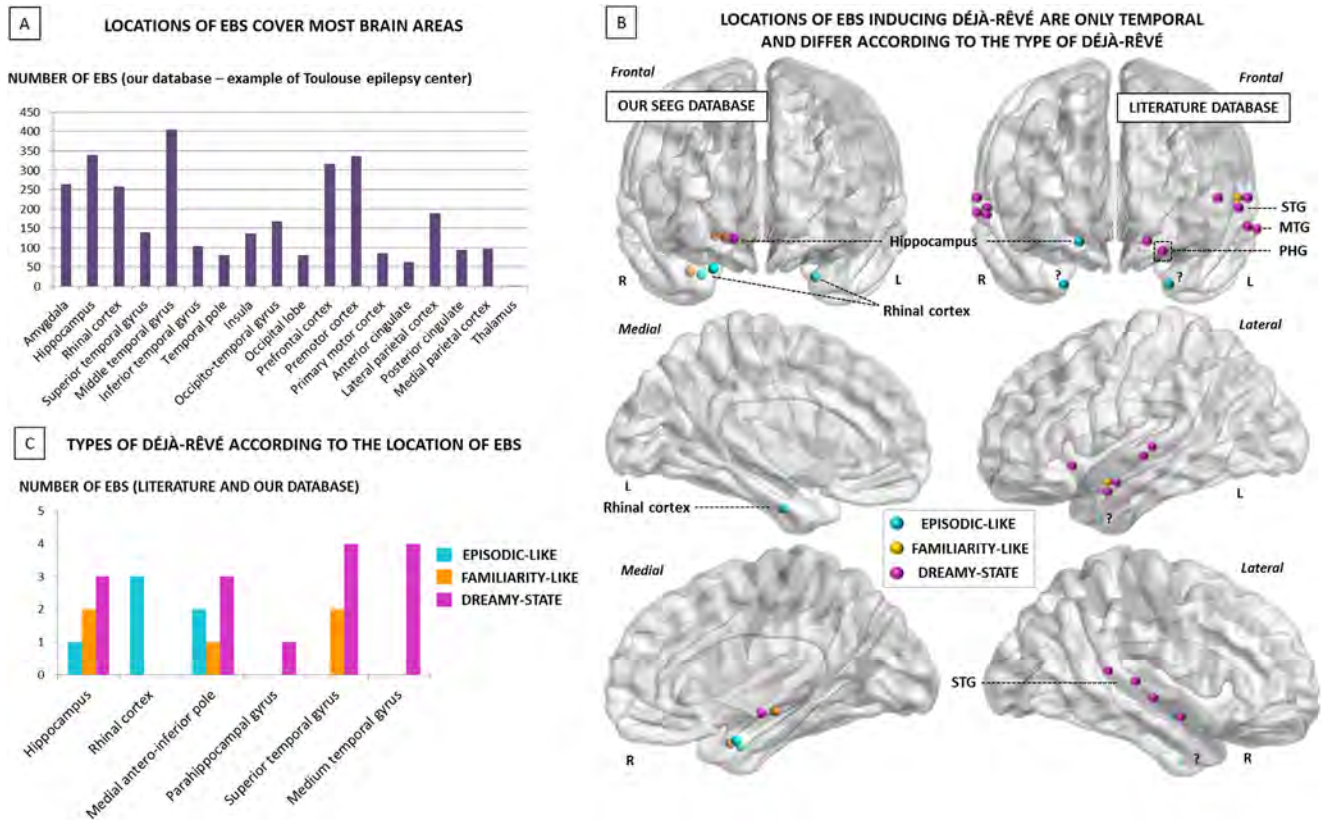 A
LOCATIONS OF EBS COVER MOST BRAIN AREAS
NUMBER OF EBS (our database – example of Toulouse epilepsy center)
450
400
350
300
250
200
150
100
50
0
Amygdala
Hippocampus
Rhinal cortex
Superior temporal gyrus
Middle temporal gyrus
Inferior temporal gyrus
Temporal pole
Insula
Occipito-temporal gyrus
Occipital lobe
Prefrontal cortex
Premotor cortex
Primary motor cortex
Anterior cingulate
Lateral parietal cortex
Posterior cingulate
Medial parietal cortex
Thalamus
C
TYPES OF DÉJÀ-RÊVÉ ACCORDING TO THE LOCATION OF EBS
NUMBER OF EBS (LITERATURE AND OUR DATABASE)
5
4
3
2
1
0
Hippocampus
Rhinal cortex
Medial antero-inferior pole
Parahippocampal gyrus
Superior temporal gyrus
Medium temporal gyrus
EPISODIC-LIKE
FAMILIARITY-LIKE
DREAMY-STATE
B
LOCATIONS OF EBS INDUCING DÉJÀ-RÊVÉ ARE ONLY TEMPORAL
AND DIFFER ACCORDING TO THE TYPE OF DÉJÀ-RÊVÉ
Frontal
Frontal
OUR SEEG DATABASE
LITERATURE DATABASE
STG
MTG
PHG
Hippocampus
R
L
R
L
?
?
Rhinal cortex
Medial
Lateral
L
L
Rhinal cortex
?
EPISODIC-LIKE
FAMILIARITY-LIKE
DREAMY-STATE
Medial
Lateral
STG
R
?
R